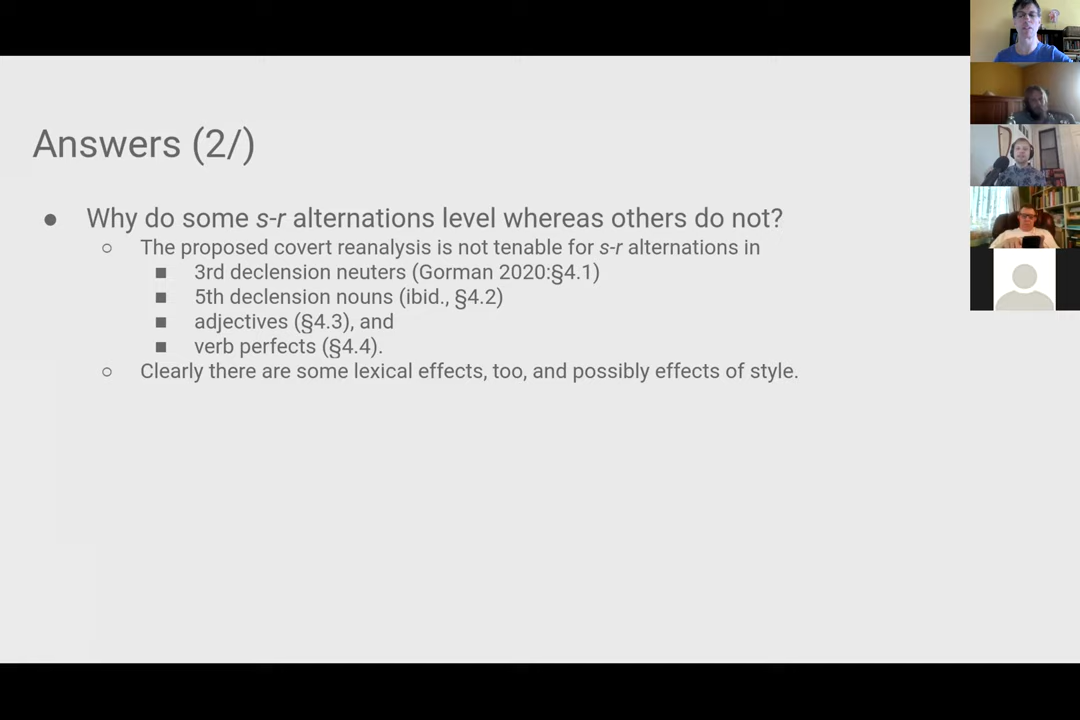 Answers (2/)
● Why do some s-r alternations level whereas others do not?
○ The proposed covert reanalysis is not tenable for s-r alternations in
■ 3rd declension neuters (Gorman 2020:§4.1)
■ 5th declension nouns (ibid., §4.2)
■ adjectives (§4.3), and
■ verb perfects (§4.4).
○ Clearly there are some lexical effects, too, and possibly effects of style.